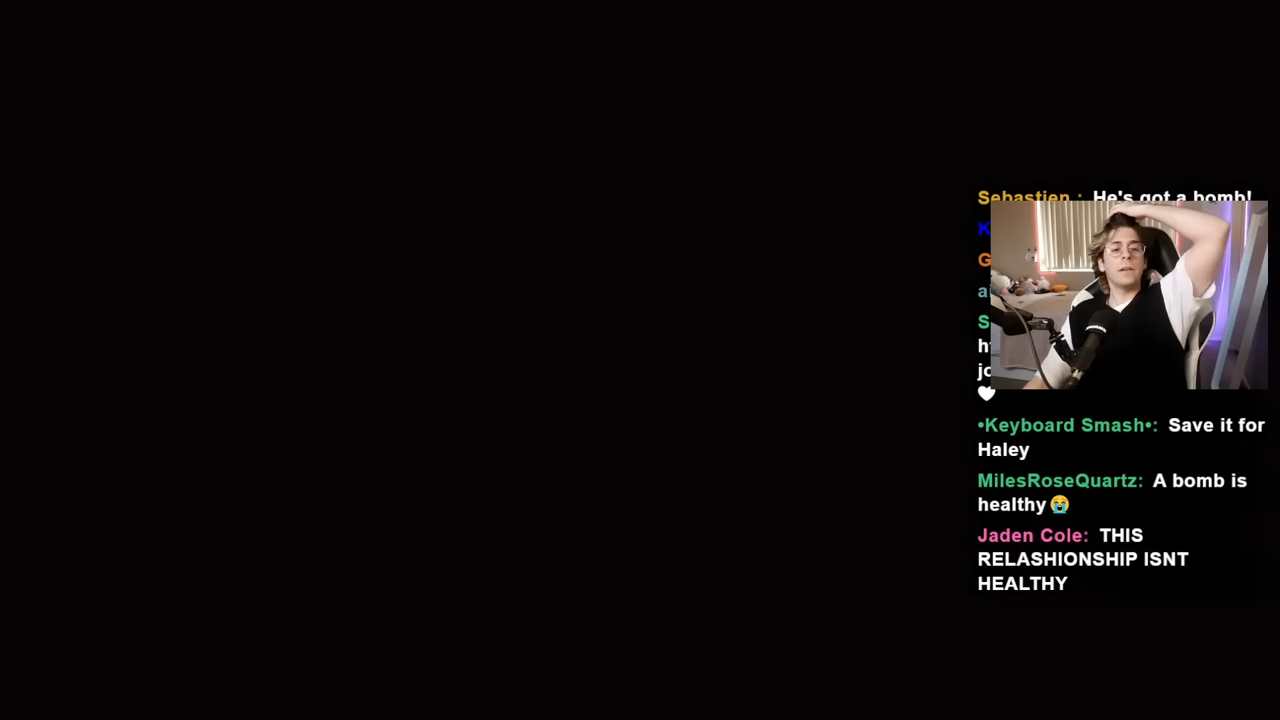 Sebastien : He's got a bomb!
K
G
a
S
h
jo
🤍
•Keyboard Smash•: Save it for
Haley
MilesRoseQuartz: A bomb is
healthy😭
Jaden Cole: THIS
RELASHIONSHIP ISNT
HEALTHY